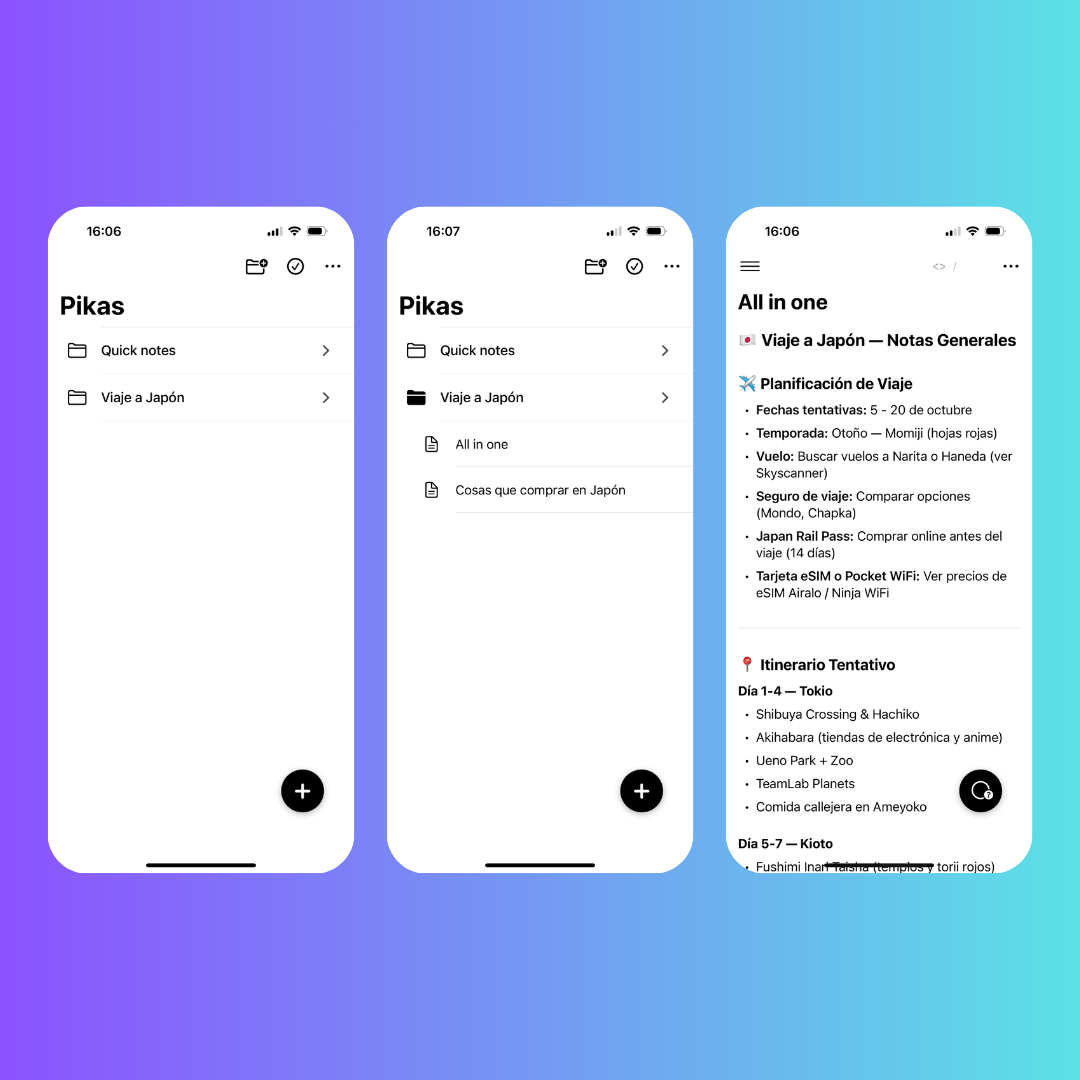 16:06
Pikas
Quick notes
Viaje a Japón
16:07
Pikas
Quick notes
Viaje a Japón
All in one
Cosas que comprar en Japón
16:06
<> /
All in one
🇯🇵 Viaje a Japón — Notas Generales
✈️ Planificación de Viaje
• Fechas tentativas: 5 - 20 de octubre
• Temporada: Otoño — Momiji (hojas rojas)
• Vuelo: Buscar vuelos a Narita o Haneda (ver
Skyscanner)
• Seguro de viaje: Comparar opciones
(Mondo, Chapka)
• Japan Rail Pass: Comprar online antes del
viaje (14 días)
• Tarjeta eSIM o Pocket WiFi: Ver precios de
eSIM Airalo / Ninja WiFi
📍 Itinerario Tentativo
Día 1-4 — Tokio
• Shibuya Crossing & Hachiko
• Akihabara (tiendas de electrónica y anime)
• Ueno Park + Zoo
• TeamLab Planets
• Comida callejera en Ameyoko
Día 5-7 — Kioto
• Fushimi Inari Taisha (templos y torii rojos)